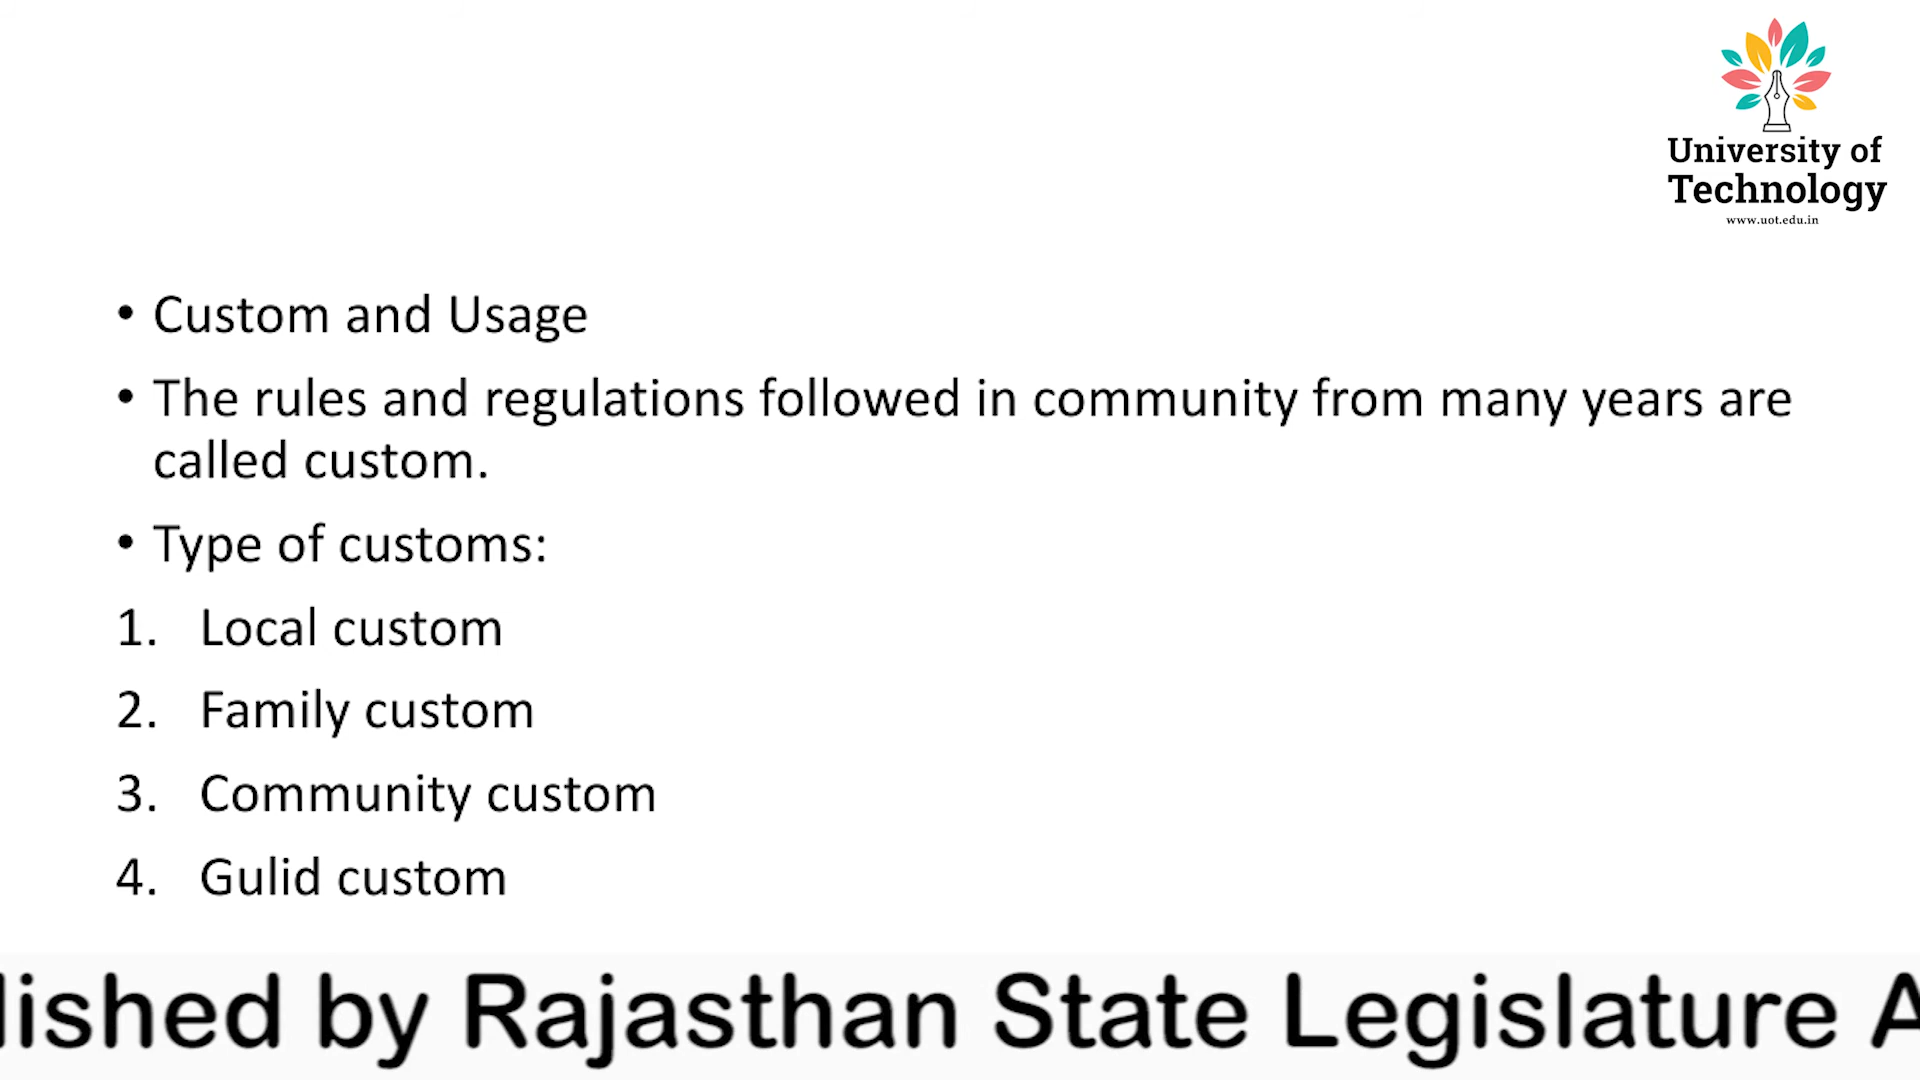 University of
Technology
www.uot.edu.in
• Custom and Usage
• The rules and regulations followed in community from many years are
called custom.
• Type of customs:
1. Local custom
2. Family custom
3. Community custom
4. Gulid custom
lished by Rajasthan State Legislature A